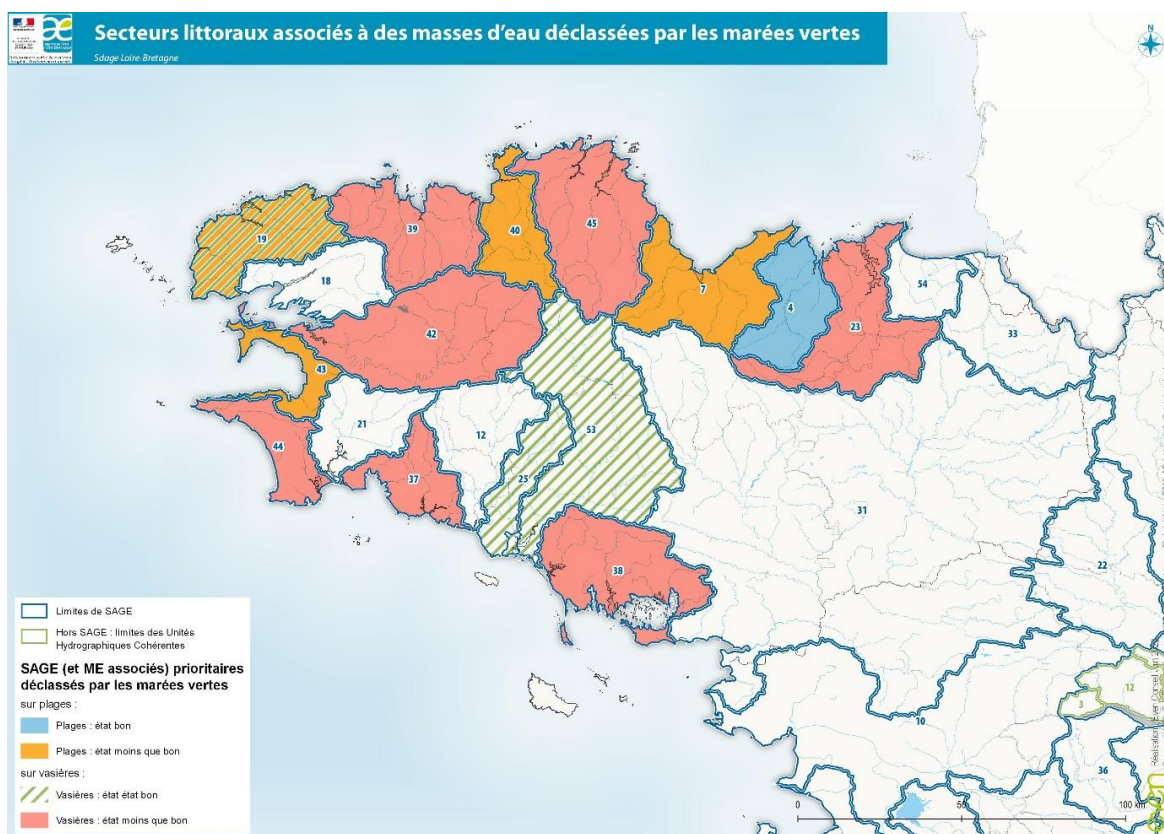 Secteurs littoraux associés à des masses d'eau déclassées par les marées vertes
Sdage Loire-Bretagne
N
19
39
40
45
18
7
4
54
23
33
42
43
21
12
53
44
37
25
31
38
22
12
3
10
36
Limites de SAGE
Hors SAGE : limites des Unités
Hydrographiques Cohérentes
SAGE (et ME associés) prioritaires
déclassés par les marées vertes
sur plages :
Plages : état bon
Plages : état moins que bon
sur vasières :
Vasières : état état bon
Vasières : état moins que bon
0
50
100 km